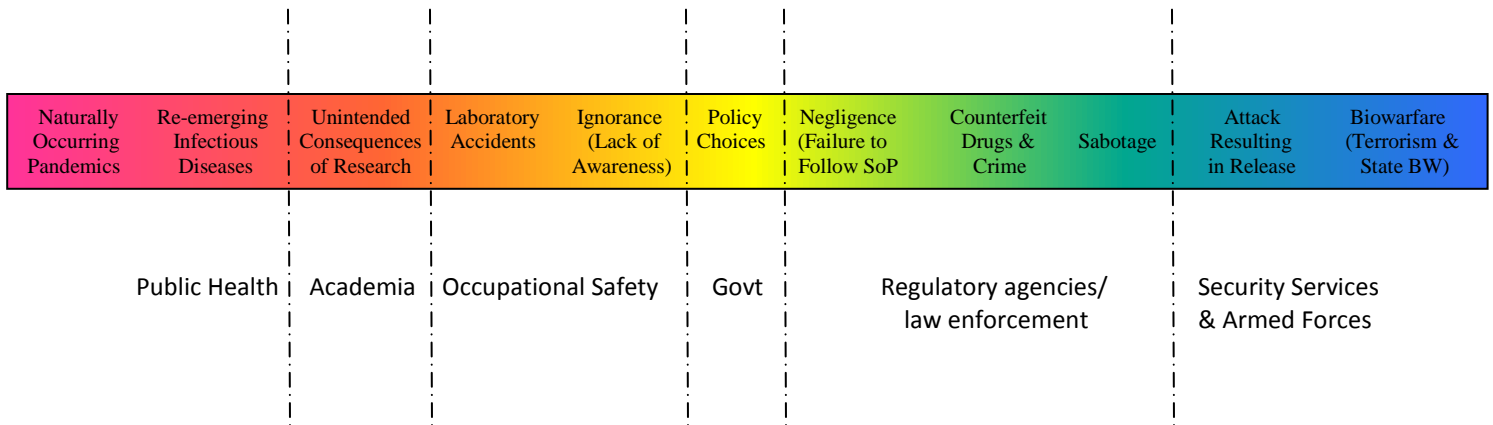 Naturally
Occurring
Pandemics
Re-emerging
Infectious
Diseases
Unintended
Consequences
of Research
Laboratory
Accidents
Ignorance
(Lack of
Awareness)
Policy
Choices
Negligence
(Failure to
Follow SoP
Counterfeit
Drugs &
Crime
Sabotage
Attack
Resulting
in Release
Biowarfare
(Terrorism &
State BW)
Public Health
Academia
Occupational Safety
Govt
Regulatory agencies/
law enforcement
Security Services
& Armed Forces